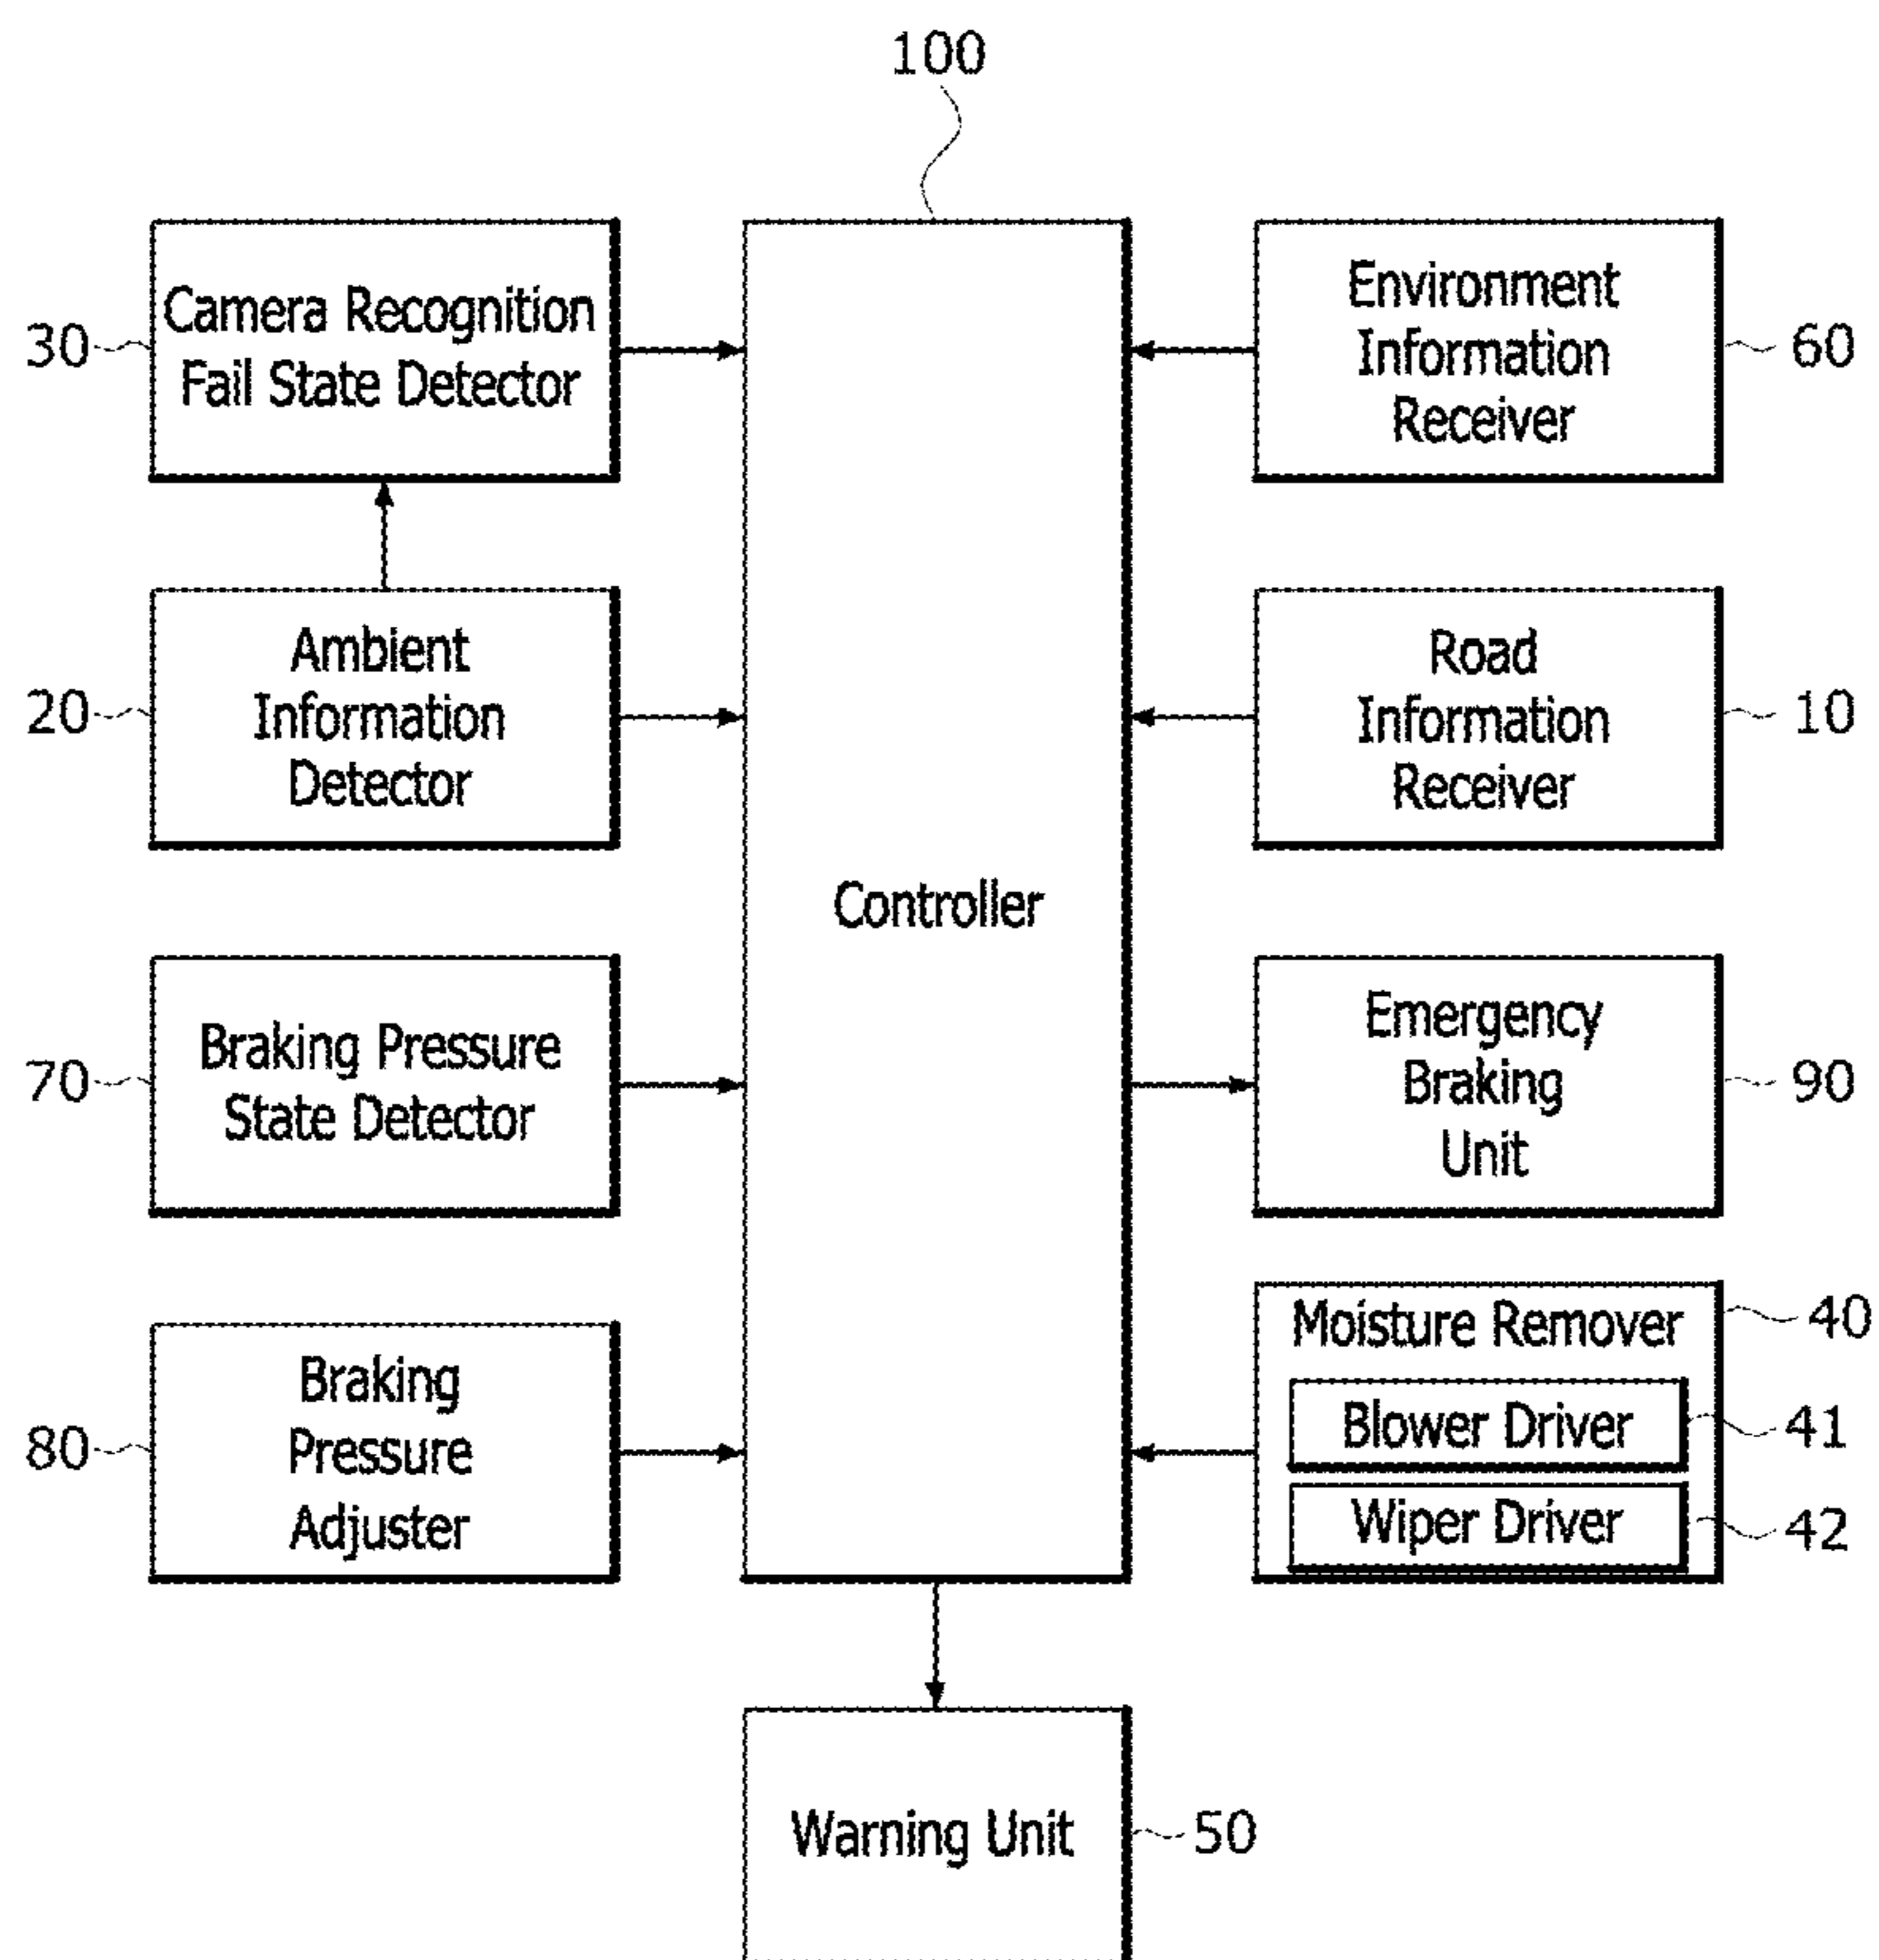 100
30
Camera Recognition
Fail State Detector
Environment
Information
Receiver
60
20
Ambient
Information
Detector
Controller
Road
Information
Receiver
10
70
Braking Pressure
State Detector
Emergency
Braking
Unit
90
80
Braking
Pressure
Adjuster
Moisture Remover
40
Blower Driver
41
Wiper Driver
42
Warning Unit
50